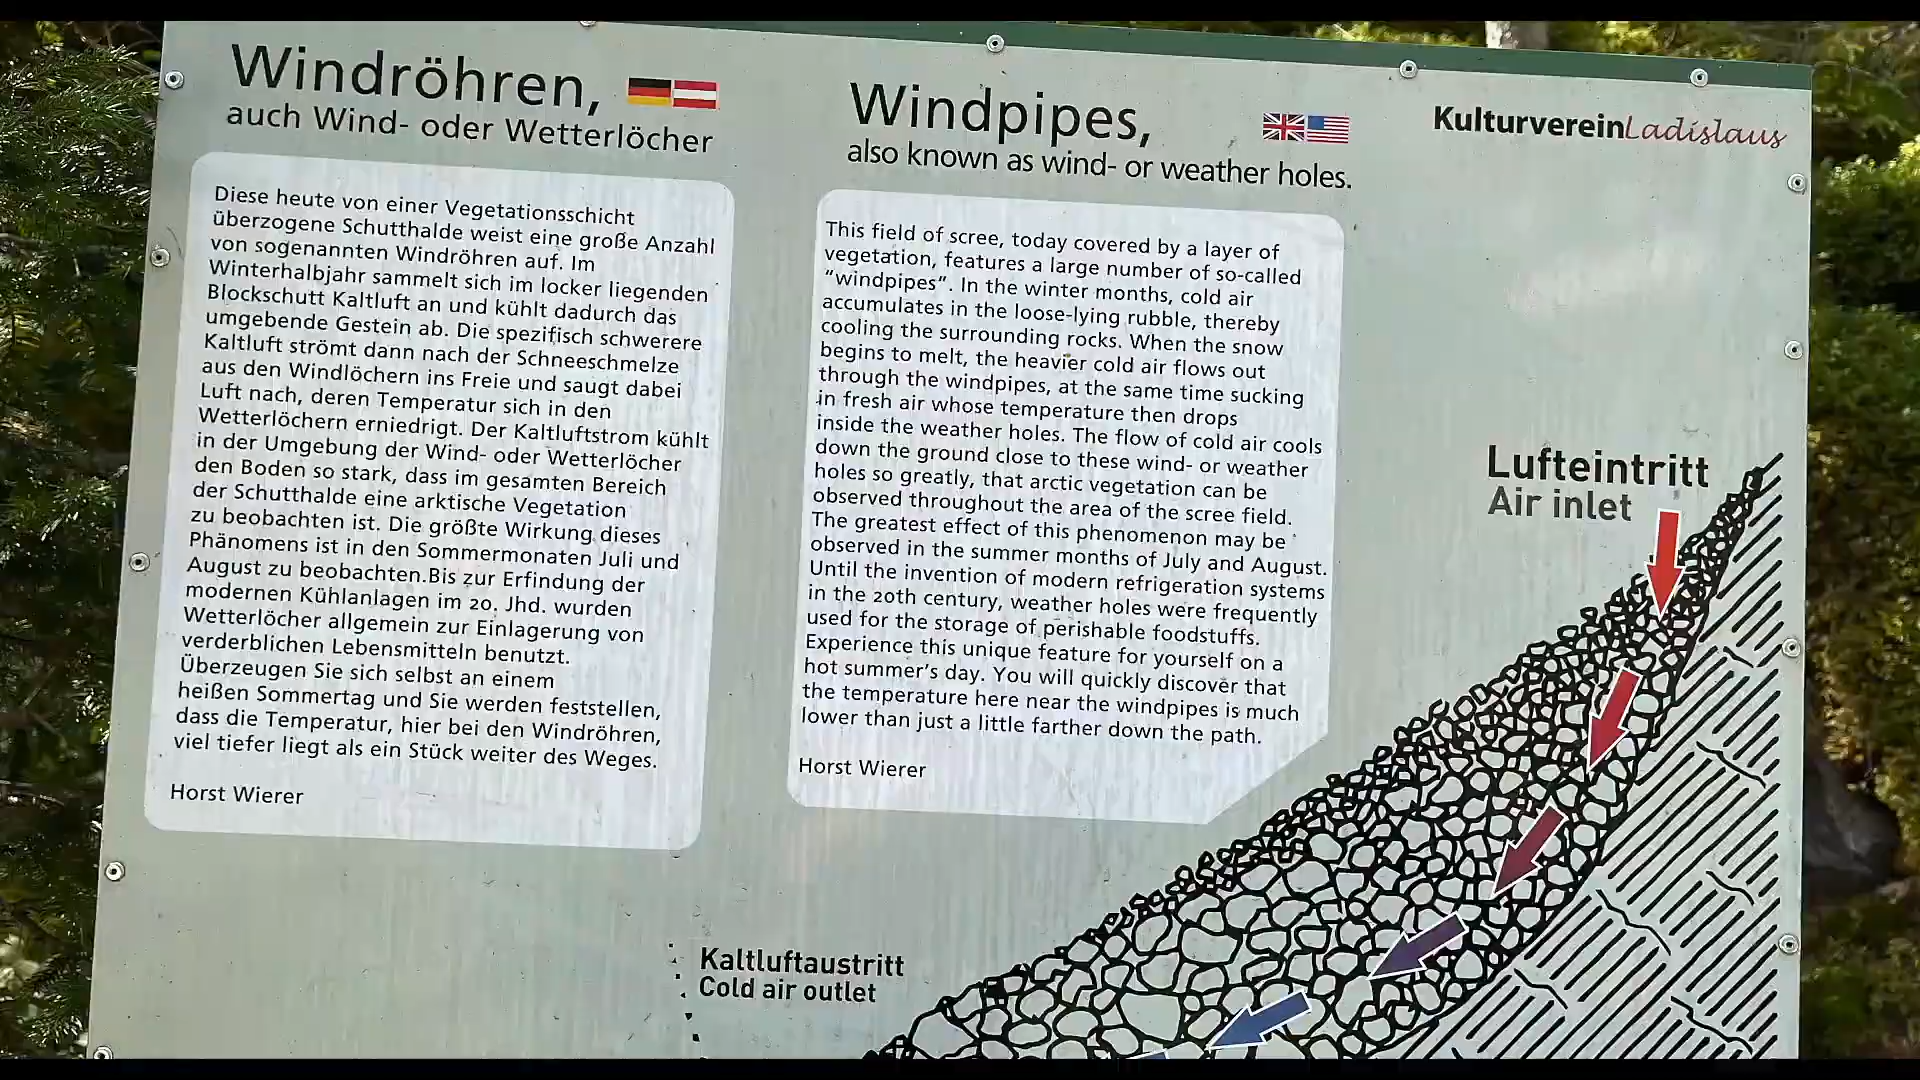 Windröhren,
auch Wind- oder Wetterlöcher
Diese heute von einer Vegetationsschicht
überzogene Schutthalde weist eine große Anzahl
von sogenannten Windröhren auf. Im
Winterhalbjahr sammelt sich im locker liegenden
Blockschutt Kaltluft an und kühlt dadurch das
umgebende Gestein ab. Die spezifisch schwerere
Kaltluft strömt dann nach der Schneeschmelze
aus den Windlöchern ins Freie und saugt dabei
Luft nach, deren Temperatur sich in den
Wetterlöchern erniedrigt. Der Kaltluftstrom kühlt
in der Umgebung der Wind- oder Wetterlöcher
den Boden so stark, dass im gesamten Bereich
der Schutthalde eine arktische Vegetation
zu beobachten ist. Die größte Wirkung dieses
Phänomens ist in den Sommermonaten Juli und
August zu beobachten.Bis zur Erfindung der
modernen Kühlanlagen im 20. Jhd. wurden
Wetterlöcher allgemein zur Einlagerung von
verderblichen Lebensmitteln benutzt.
Überzeugen Sie sich selbst an einem
heißen Sommertag und Sie werden feststellen,
dass die Temperatur, hier bei den Windröhren,
viel tiefer liegt als ein Stück weiter des Weges.
Horst Wierer
Windpipes,
also known as wind- or weather holes.
This field of scree, today covered by a layer of
vegetation, features a large number of so-called
"windpipes". In the winter months, cold air
accumulates in the loose-lying rubble, thereby
cooling the surrounding rocks. When the snow
begins to melt, the heavier cold air flows out
through the windpipes, at the same time sucking
in fresh air whose temperature then drops
inside the weather holes. The flow of cold air cools
down the ground close to these wind- or weather
holes so greatly, that arctic vegetation can be
observed throughout the area of the scree field.
The greatest effect of this phenomenon may be
observed in the summer months of July and August.
Until the invention of modern refrigeration systems
in the 20th century, weather holes were frequently
used for the storage of perishable foodstuffs.
Experience this unique feature for yourself on a
hot summer's day. You will quickly discover that
the temperature here near the windpipes is much
lower than just a little farther down the path.
Horst Wierer
KulturvereinLadislaus
Lufteintritt
Air inlet
Kaltluftaustritt
Cold air outlet